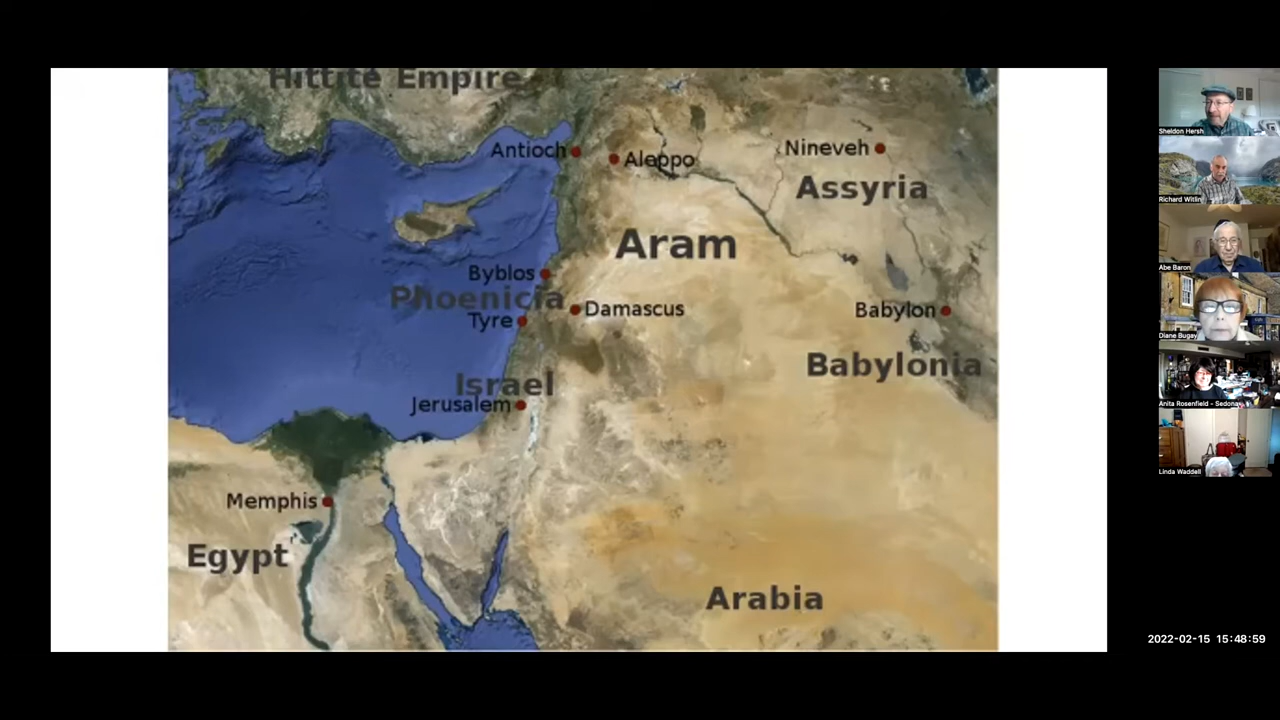 Hittite Empire
Antioch
Aleppo
Nineveh
Assyria
Aram
Byblos
Phoenicia
Damascus
Tyre
Babylon
Babylonia
Israel
Jerusalem
Memphis
Egypt
Arabia
Sheldon Hersh
Richard Witlin
Abe Baron
Diane Bugay
Anita Rosenfield - Sedona
Linda Waddell
2022-02-15 15:48:59